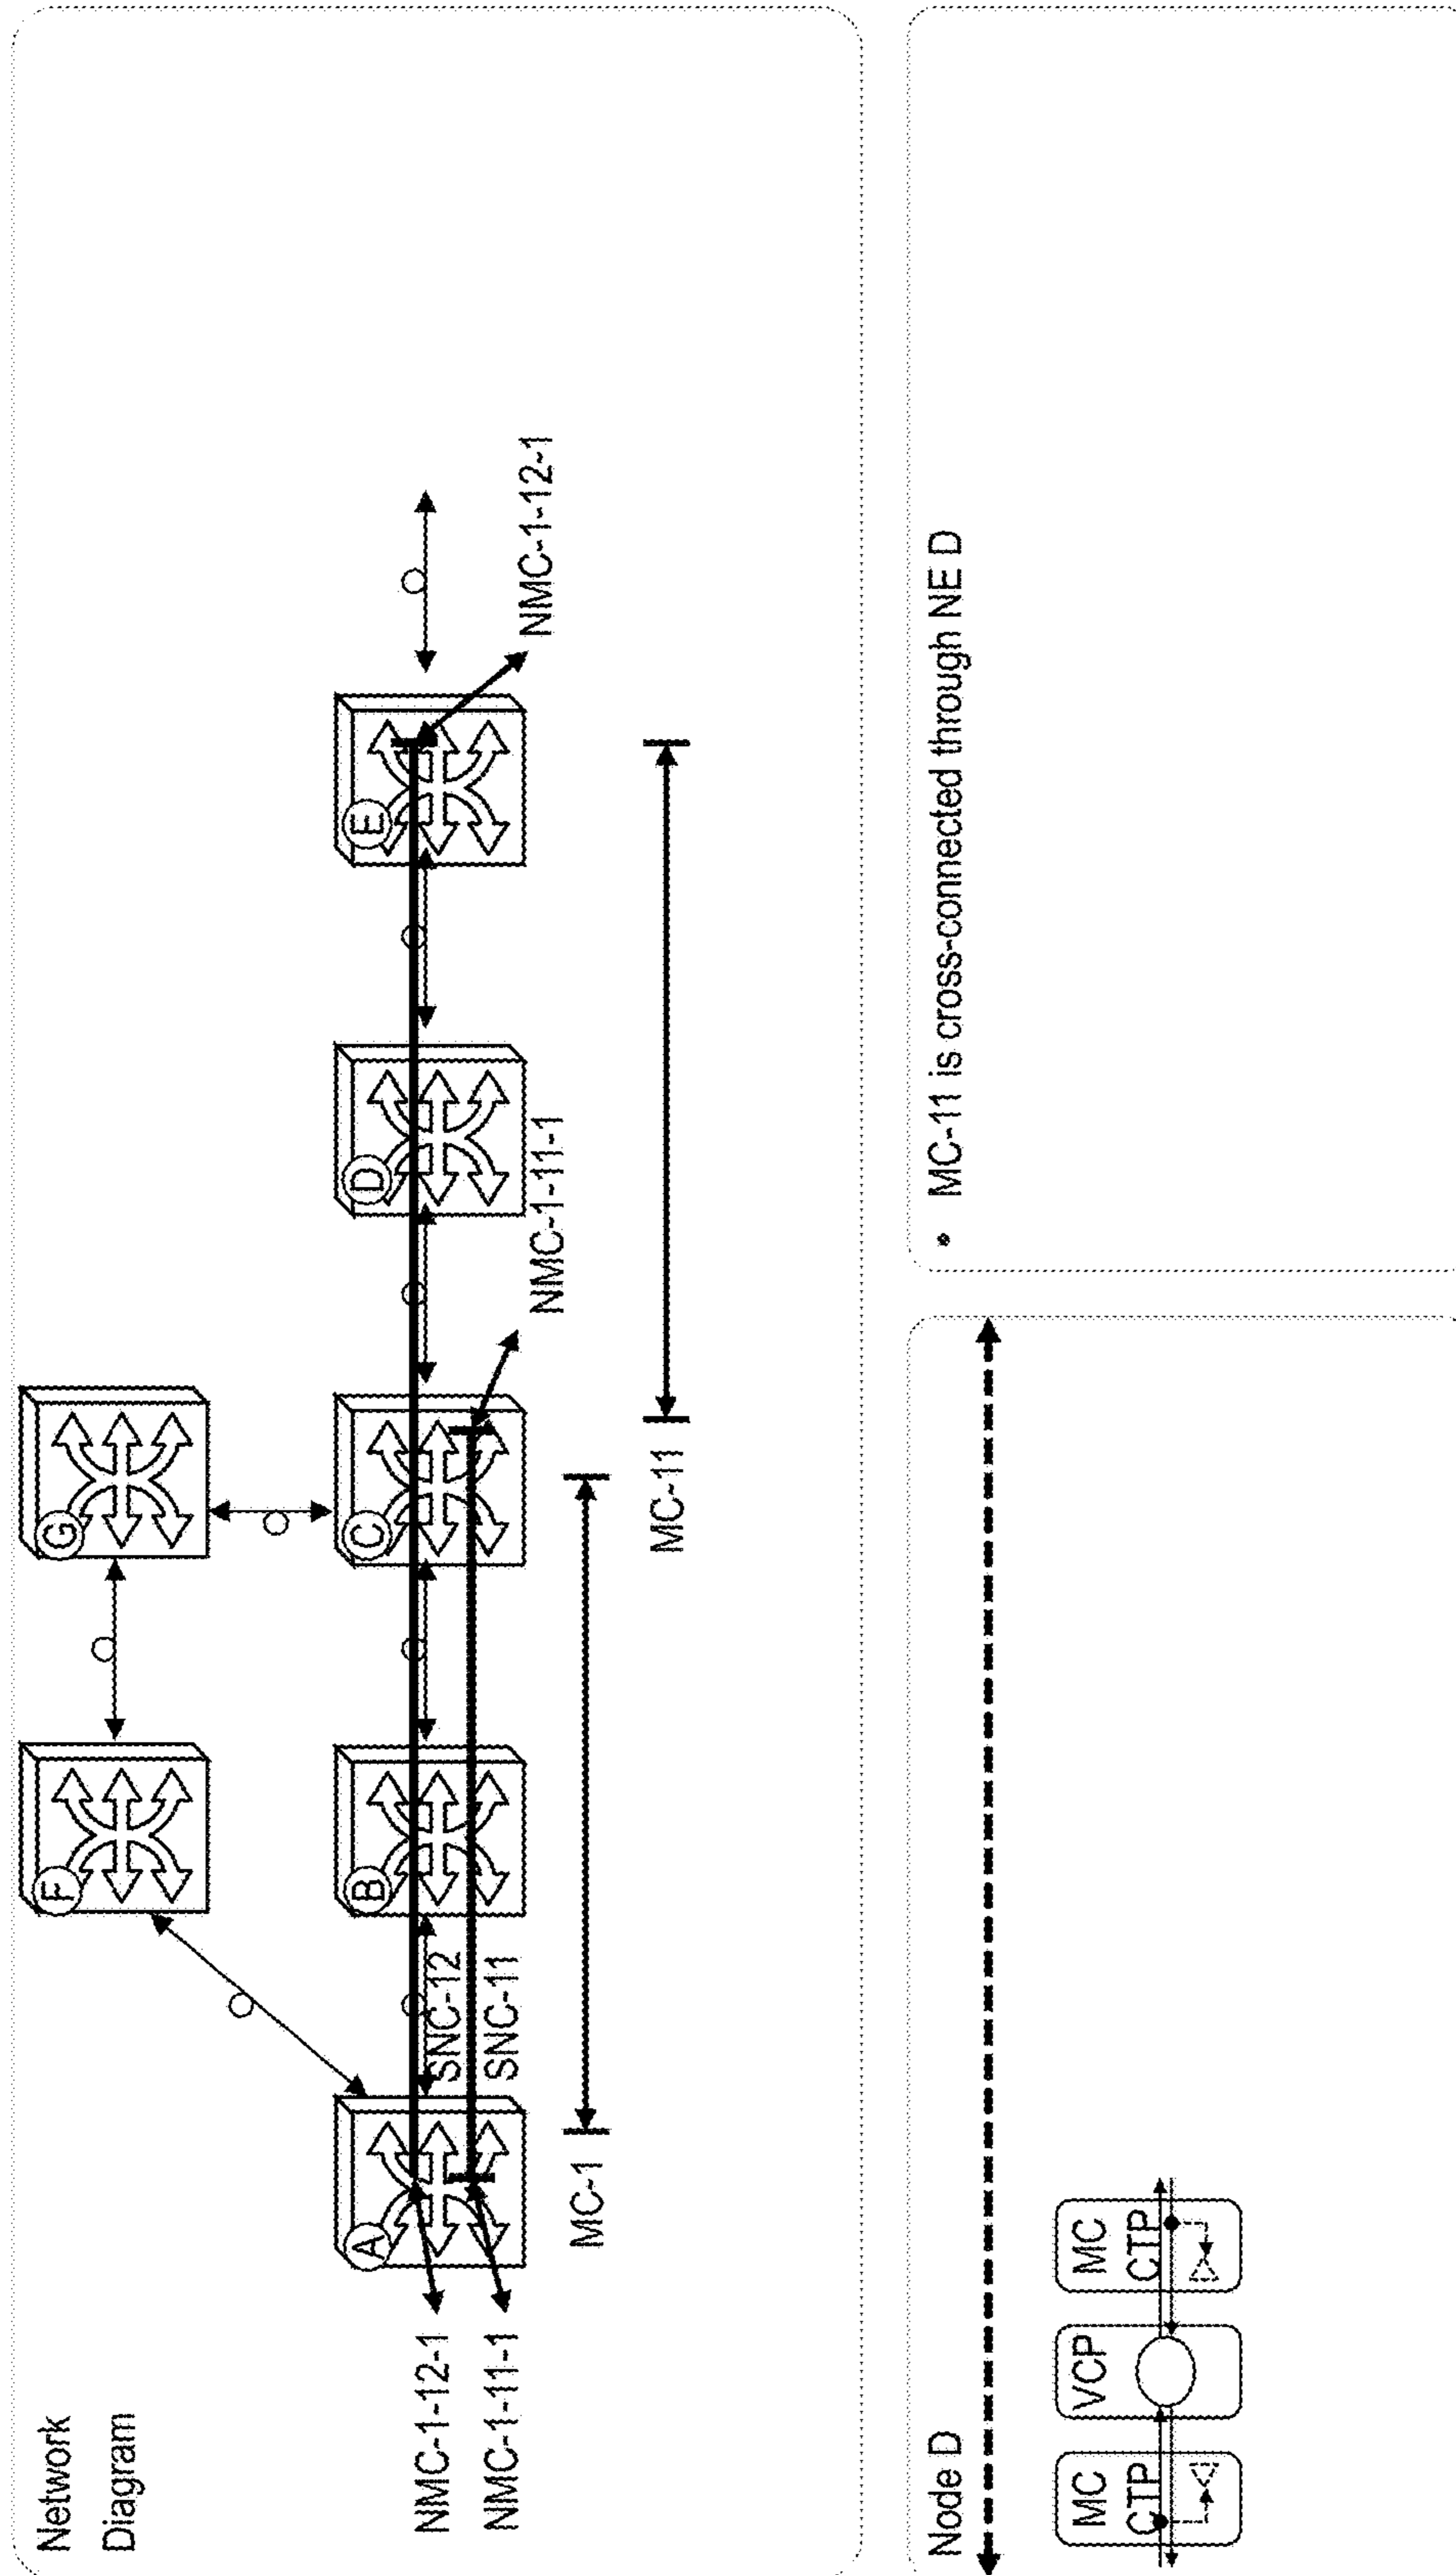 Network
Diagram
F
G
A
B
C
D
E
NMC-1-12-1
SNC-12
NMC-1-12-1
NMC-1-11-1
SNC-11
NMC-1-11-1
MC-1
MC-11
Node D
MC
CTP
VCP
MC
CTP
• MC-11 is cross-connected through NE D